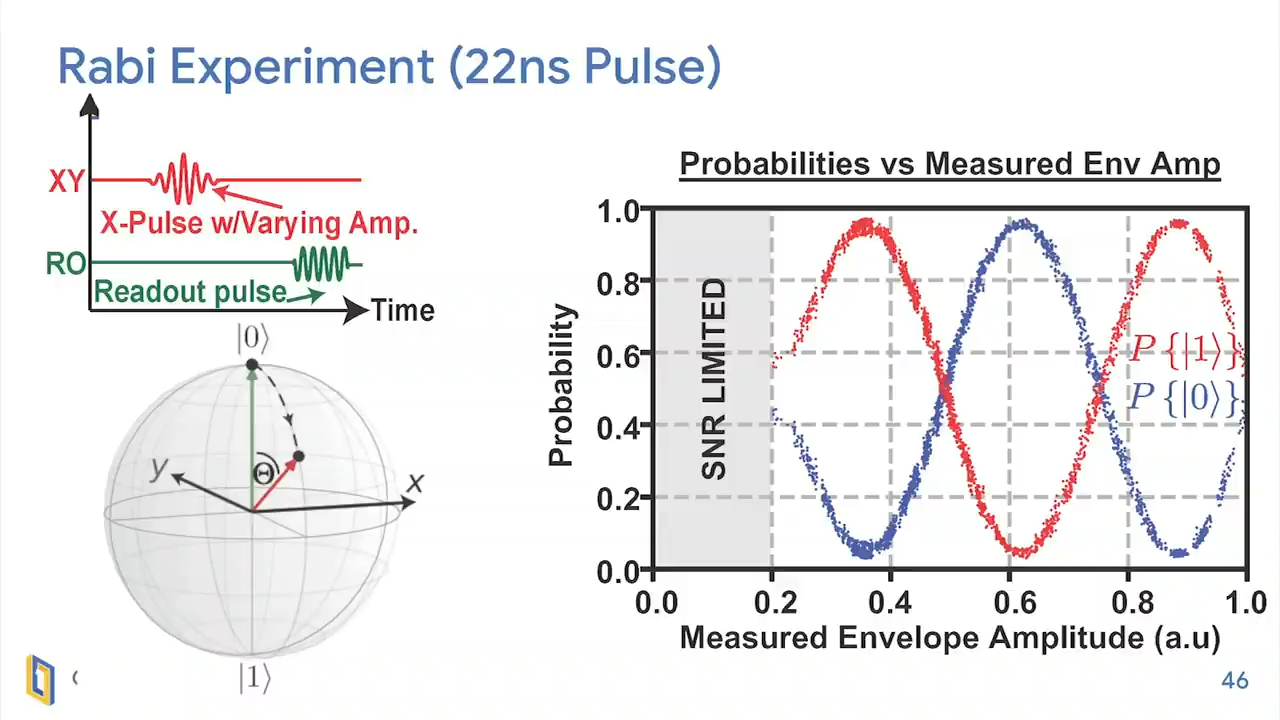 Rabi Experiment (22ns Pulse)
XY
X-Pulse w/Varying Amp.
RO
Readout pulse
Time
|0⟩
y
Θ
x
|1⟩
Probabilities vs Measured Env Amp
Probability
1.0
0.8
0.6
0.4
0.2
0.0
SNR LIMITED
P {|1⟩}
P {|0⟩}
0.0 0.2 0.4 0.6 0.8 1.0
Measured Envelope Amplitude (a.u)
46